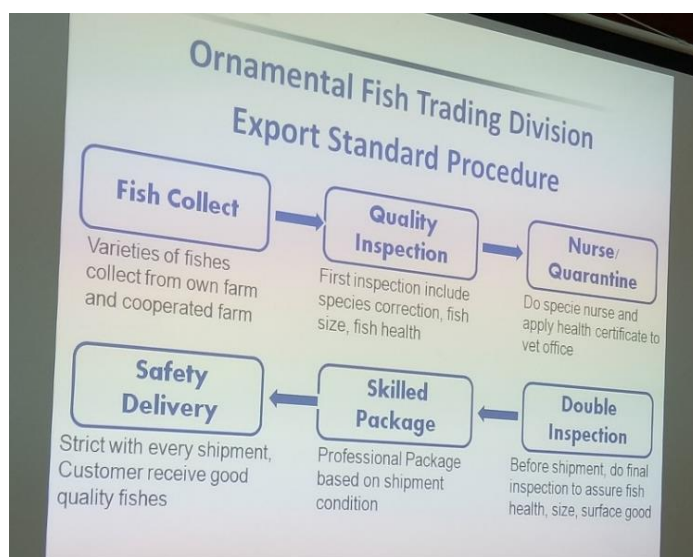 Ornamental Fish Trading Division
Export Standard Procedure
Fish Collect
Varieties of fishes
collect from own farm
and cooperated farm
Quality
Inspection
First inspection include
species correction, fish
size, fish health
Nurse/
Quarantine
Do specie nurse and
apply health certificate to
vet office
Double
Inspection
Before shipment, do final
inspection to assure fish
health, size, surface good
Skilled
Package
Professional Package
based on shipment
condition
Safety
Delivery
Strict with every shipment,
Customer receive good
quality fishes